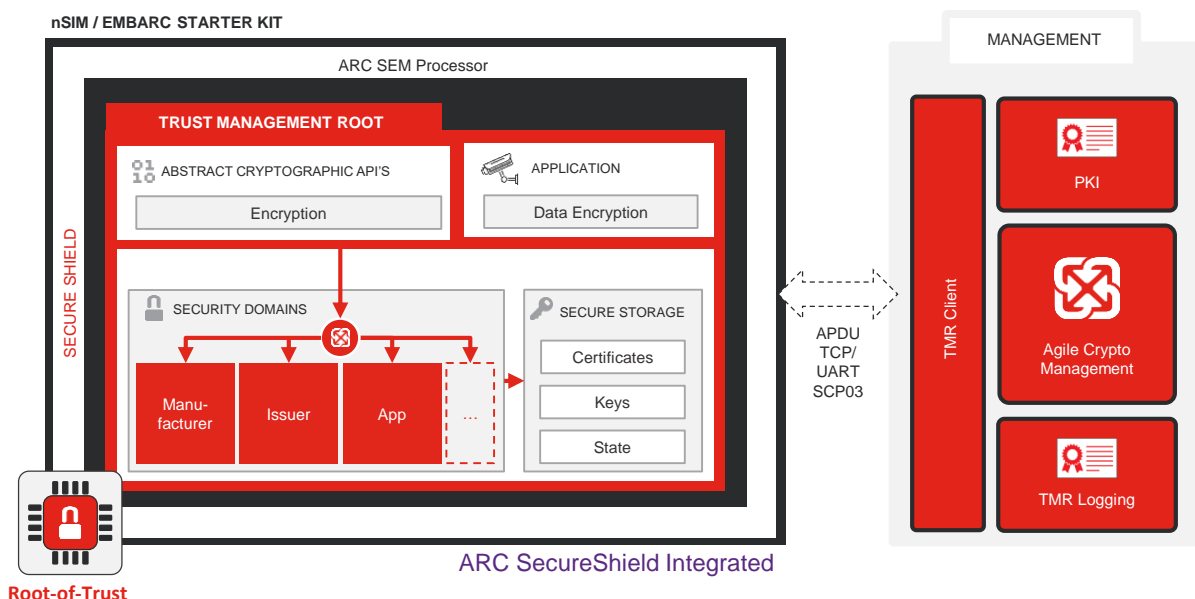 nSIM / EMBARC STARTER KIT
ARC SEM Processor
SECURE SHIELD
TRUST MANAGEMENT ROOT
01
10
ABSTRACT CRYPTOGRAPHIC API'S
Encryption
APPLICATION
Data Encryption
SECURITY DOMAINS
Manu-
facturer
Issuer
App
...
SECURE STORAGE
Certificates
Keys
State
Root-of-Trust
ARC SecureShield Integrated
APDU
TCP/
UART
SCP03
MANAGEMENT
TMR Client
PKI
Agile Crypto
Management
TMR Logging